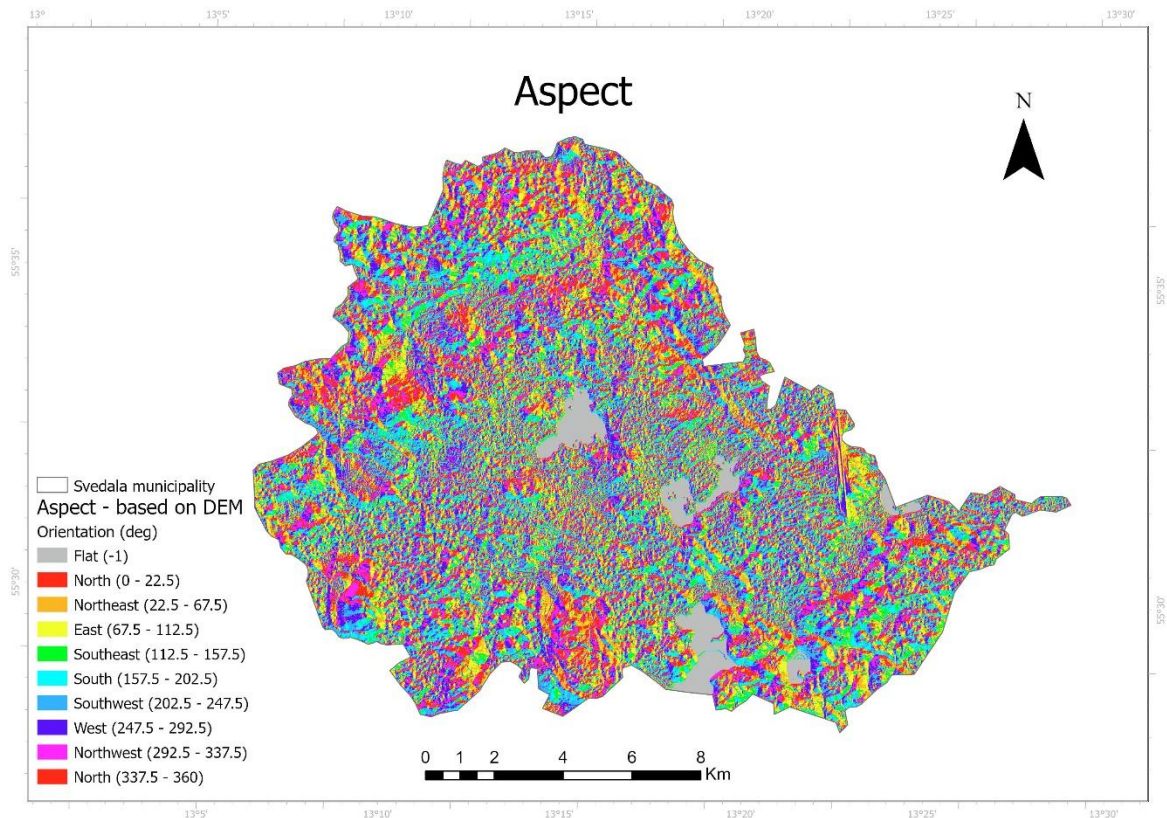 13°
13°5'
13°10'
13°15'
13°20'
13°25'
13°30'
Aspect
N
55°35'
55°35'
Svedala municipality
Aspect - based on DEM
Orientation (deg)
Flat (-1)
North (0 - 22.5)
Northeast (22.5 - 67.5)
East (67.5 - 112.5)
Southeast (112.5 - 157.5)
South (157.5 - 202.5)
Southwest (202.5 - 247.5)
West (247.5 - 292.5)
Northwest (292.5 - 337.5)
North (337.5 - 360)
55°30'
55°30'
0 1 2 4 6 8
Km
13°5'
13°10'
13°15'
13°20'
13°25'
13°30'